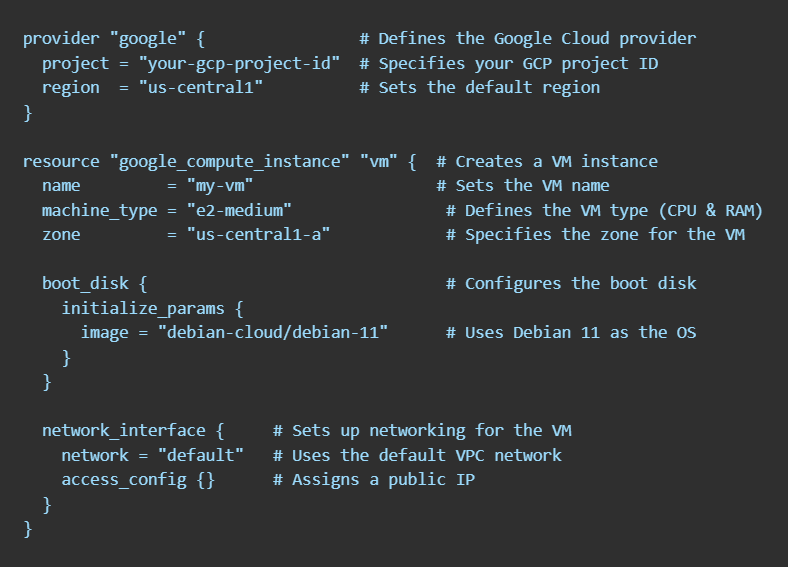 provider "google" {                # Defines the Google Cloud provider
  project = "your-gcp-project-id"  # Specifies your GCP project ID
  region  = "us-central1"          # Sets the default region
}

resource "google_compute_instance" "vm" {  # Creates a VM instance
  name         = "my-vm"                   # Sets the VM name
  machine_type = "e2-medium"                # Defines the VM type (CPU & RAM)
  zone         = "us-central1-a"            # Specifies the zone for the VM

  boot_disk {                               # Configures the boot disk
    initialize_params {
      image = "debian-cloud/debian-11"      # Uses Debian 11 as the OS
    }
  }

  network_interface {     # Sets up networking for the VM
    network = "default"   # Uses the default VPC network
    access_config {}      # Assigns a public IP
  }
}